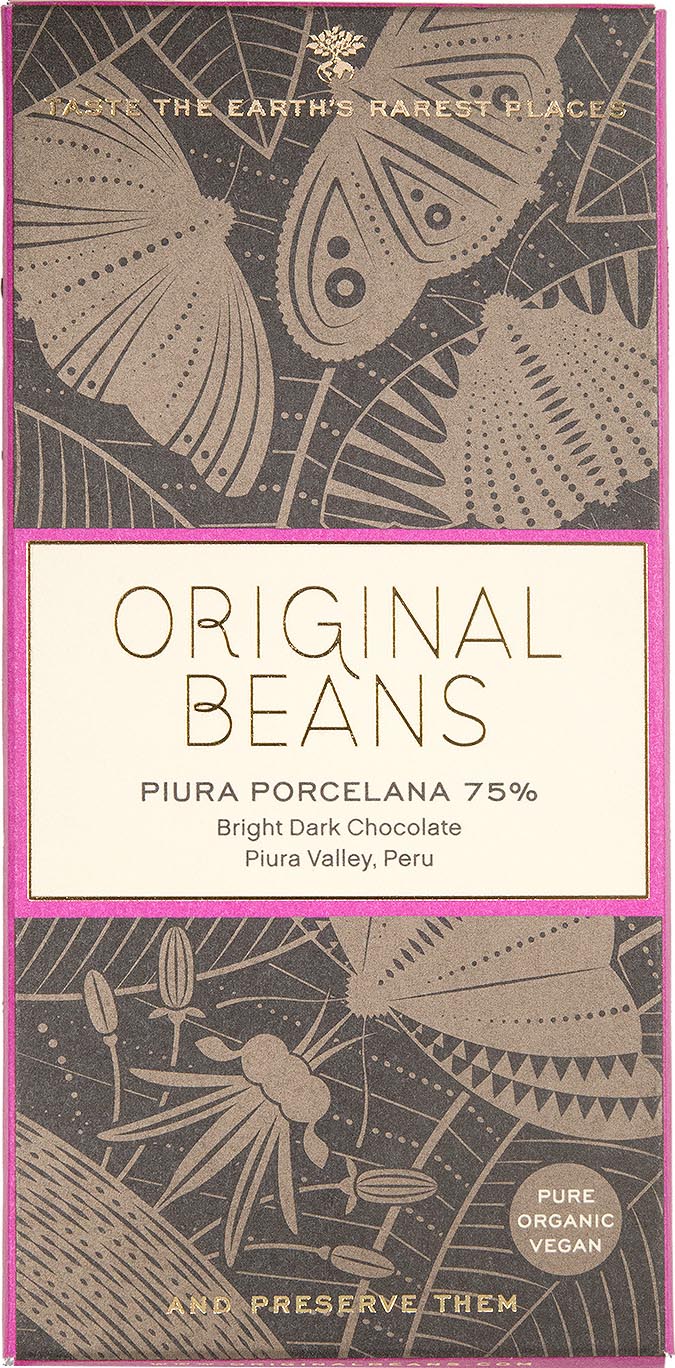 TASTE THE EARTH'S RAREST PLACES
ORIGINAL
BEANS
PIURA PORCELANA 75%
Bright Dark Chocolate
Piura Valley, Peru
PURE
ORGANIC
VEGAN
AND PRESERVE THEM